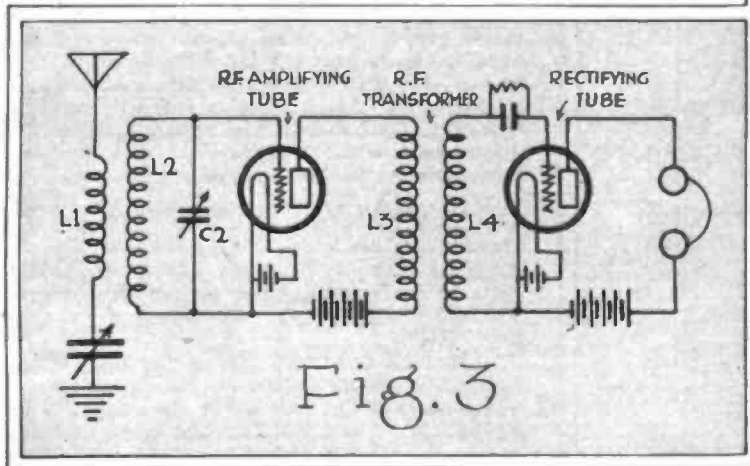 R.F. AMPLIFYING
TUBE
R.F.
TRANSFORMER
RECTIFYING
TUBE
L1
L2
C2
L3
L4
Fig. 3